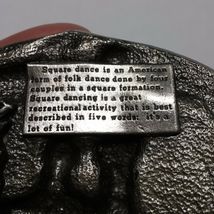 Square dance is an American
form of folk dance done by four
couples in a square formation.
Square dancing is a great
recreational activity that is best
described in five words: it's a
lot of fun!